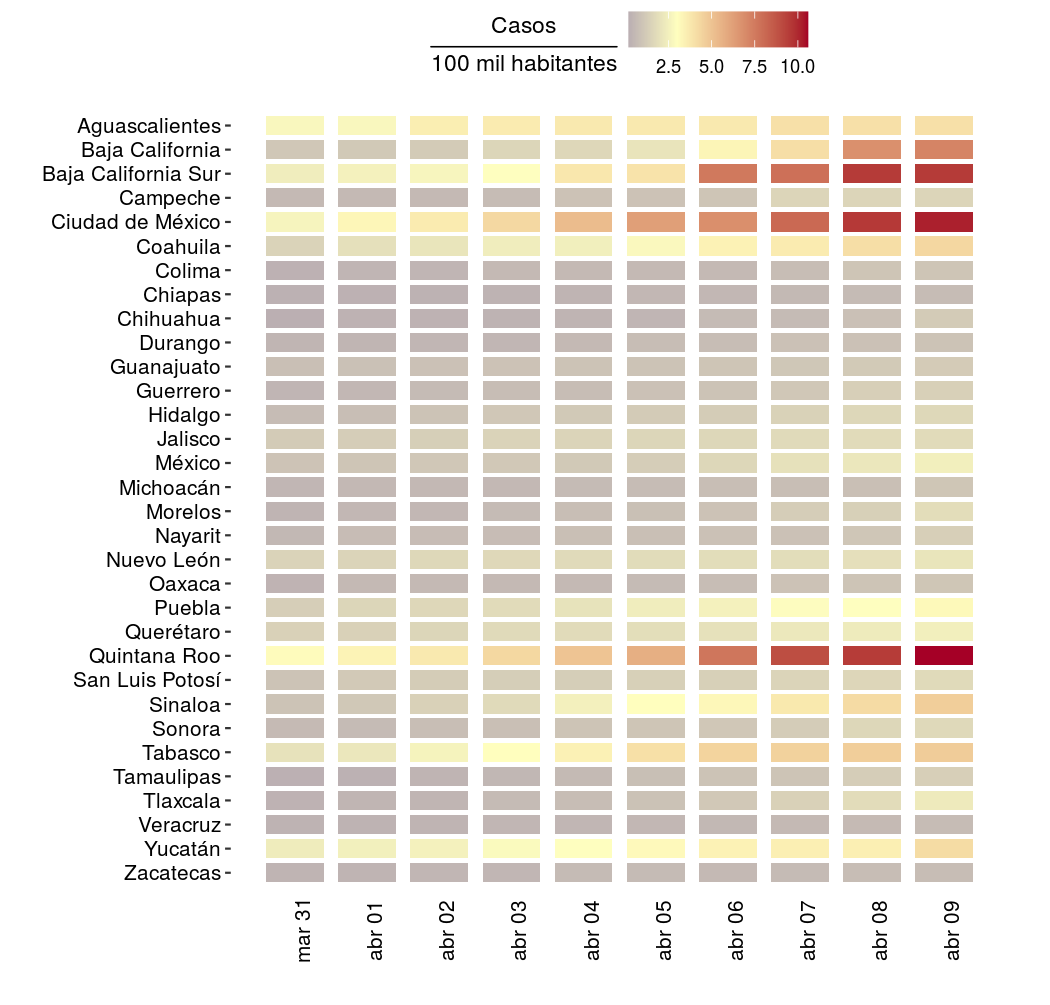 Casos
100 mil habitantes
2.5 5.0 7.5 10.0
Aguascalientes
Baja California
Baja California Sur
Campeche
Ciudad de México
Coahuila
Colima
Chiapas
Chihuahua
Durango
Guanajuato
Guerrero
Hidalgo
Jalisco
México
Michoacán
Morelos
Nayarit
Nuevo León
Oaxaca
Puebla
Querétaro
Quintana Roo
San Luis Potosí
Sinaloa
Sonora
Tabasco
Tamaulipas
Tlaxcala
Veracruz
Yucatán
Zacatecas
mar 31
abr 01
abr 02
abr 03
abr 04
abr 05
abr 06
abr 07
abr 08
abr 09